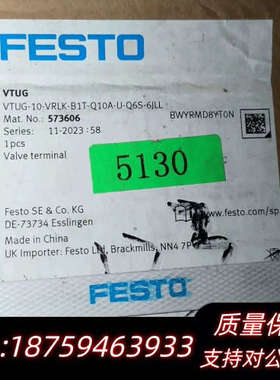 FESTO
VTUG
VTUG-10-VRLK-B1T-Q10A-U-Q6S-6JLL
Mat. No.: 573606
BWYRMD8YT0N
Series: 11-2023 : 58
1pcs
Valve terminal
5130
Festo SE & Co. KG
DE-73734 Esslingen
www.festo.com/sp
Made in China
UK Importer: Festo Ltd, Brackmills, NN4 7P
FESTO
质量保
:18759463933
支持对公